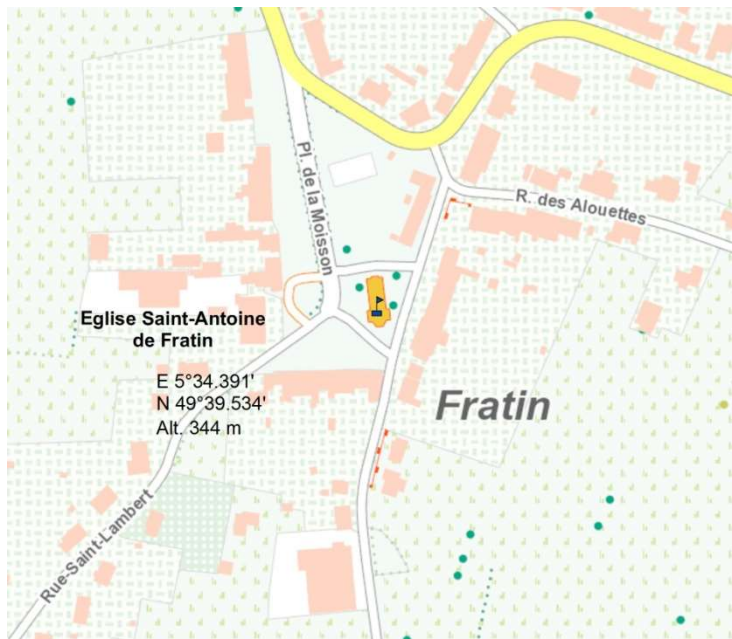 Pl. de la Moisson
R. des Alouettes
Eglise Saint-Antoine
de Fratin
E 5°34.391'
N 49°39.534'
Alt. 344 m
Fratin
Rue-Saint-Lambert